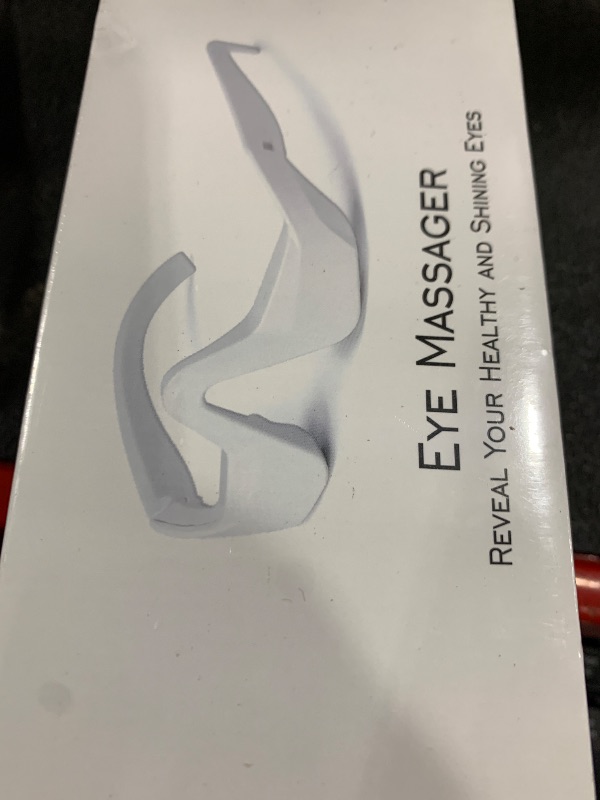 EYE MASSAGER
REVEAL YOUR HEALTHY AND SHINING EYES